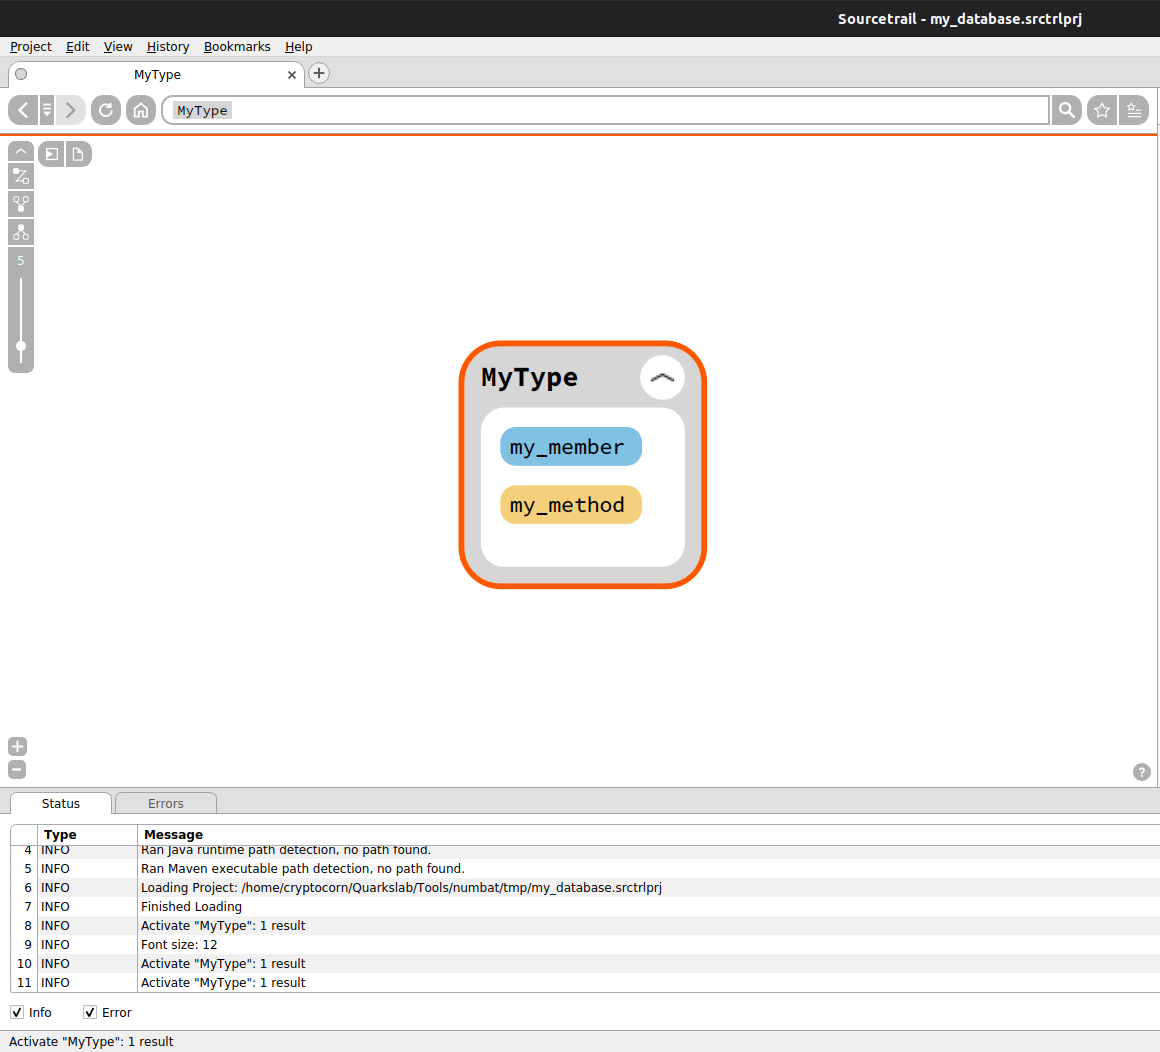 Sourcetrail - my_database.srctrlprj
Project Edit View History Bookmarks Help
MyType
MyType
5
MyType
my_member
my_method
?
Status Errors
Type Message
4 INFO Ran Java runtime path detection, no path found.
5 INFO Ran Maven executable path detection, no path found.
6 INFO Loading Project: /home/cryptocorn/Quarkslab/Tools/numbat/tmp/my_database.srctrlprj
7 INFO Finished Loading
8 INFO Activate "MyType": 1 result
9 INFO Font size: 12
10 INFO Activate "MyType": 1 result
11 INFO Activate "MyType": 1 result
Info Error
Activate "MyType": 1 result